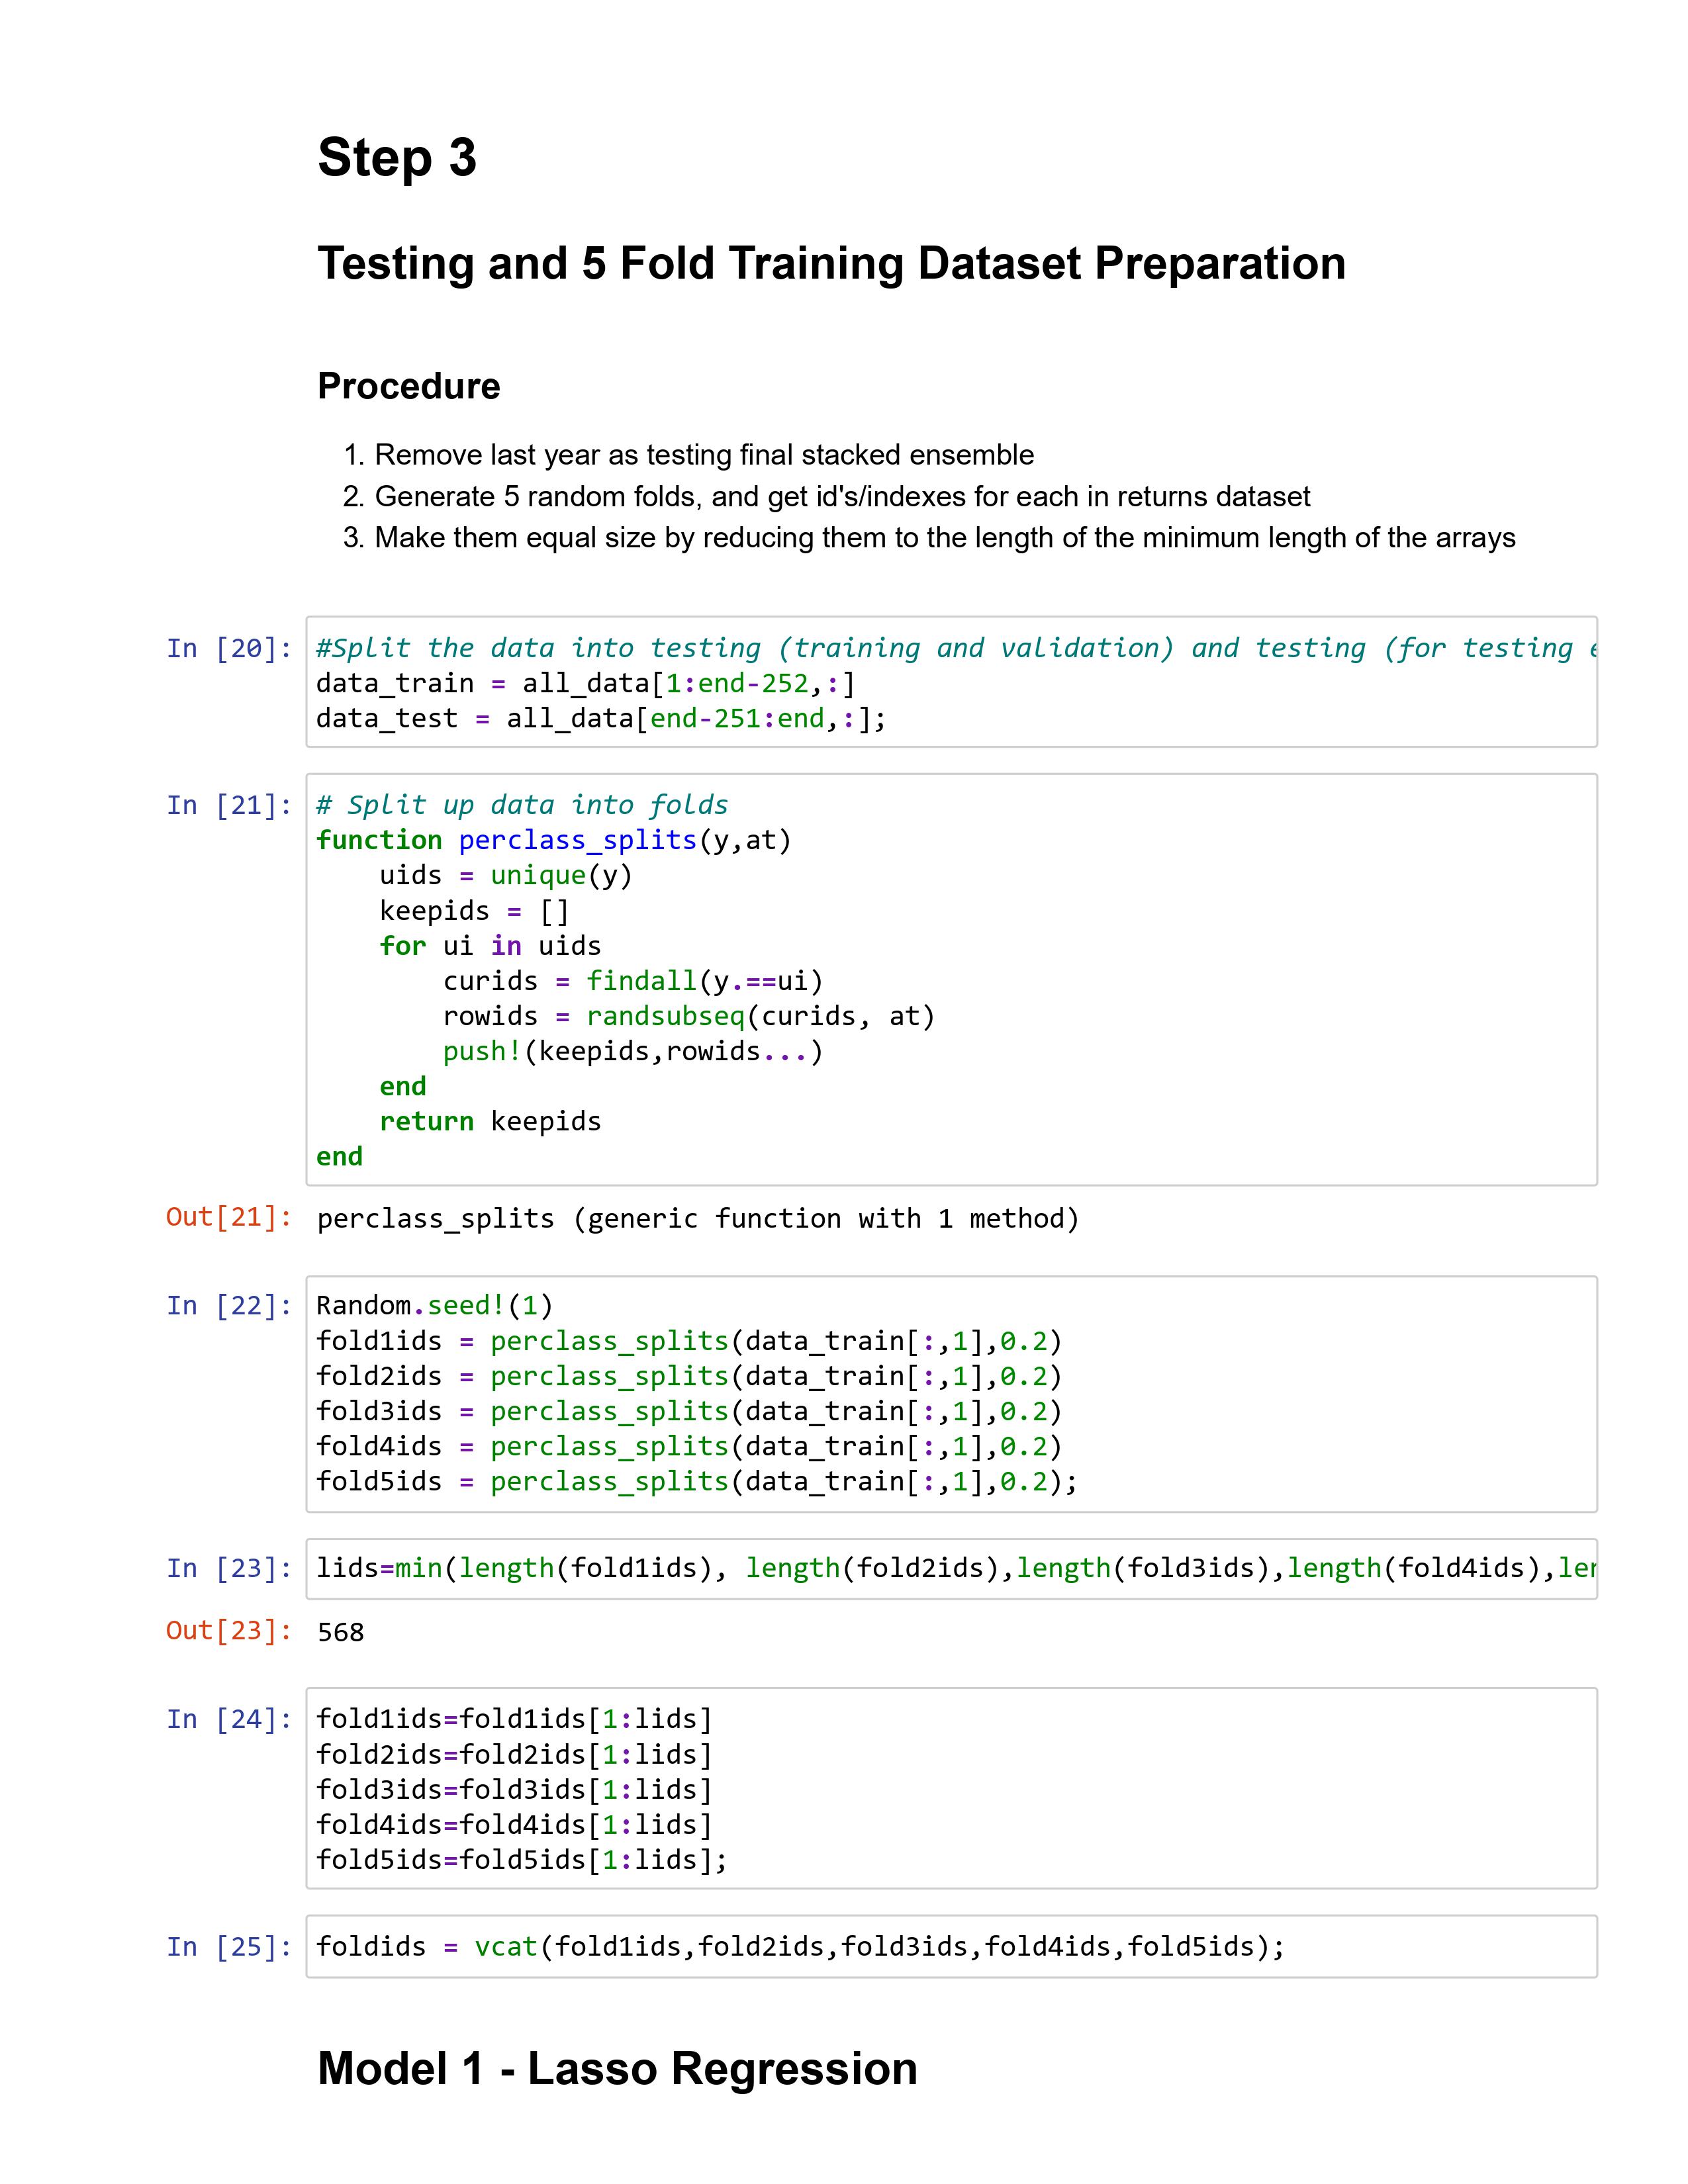 Step 3
Testing and 5 Fold Training Dataset Preparation
Procedure
1. Remove last year as testing final stacked ensemble
2. Generate 5 random folds, and get id's/indexes for each in returns dataset
3. Make them equal size by reducing them to the length of the minimum length of the arrays
In [20]: #Split the data into testing (training and validation) and testing (for testing
data_train = all_data[1:end-252,:]
data_test = all_data[end-251:end,:];
In [21]: # Split up data into folds
function perclass_splits(y,at)
    uids = unique(y)
    keepids = []
    for ui in uids
        curids = findall(y.==ui)
        rowids = randsubseq(curids, at)
        push!(keepids,rowids...)
    end
    return keepids
end
Out[21]: perclass_splits (generic function with 1 method)
In [22]: Random.seed!(1)
fold1ids = perclass_splits(data_train[:,1],0.2)
fold2ids = perclass_splits(data_train[:,1],0.2)
fold3ids = perclass_splits(data_train[:,1],0.2)
fold4ids = perclass_splits(data_train[:,1],0.2)
fold5ids = perclass_splits(data_train[:,1],0.2);
In [23]: lids=min(length(fold1ids), length(fold2ids),length(fold3ids),length(fold4ids),
Out[23]: 568
In [24]: fold1ids=fold1ids[1:lids]
fold2ids=fold2ids[1:lids]
fold3ids=fold3ids[1:lids]
fold4ids=fold4ids[1:lids]
fold5ids=fold5ids[1:lids];
In [25]: foldids = vcat(fold1ids,fold2ids,fold3ids,fold4ids,fold5ids);
Model 1 - Lasso Regression